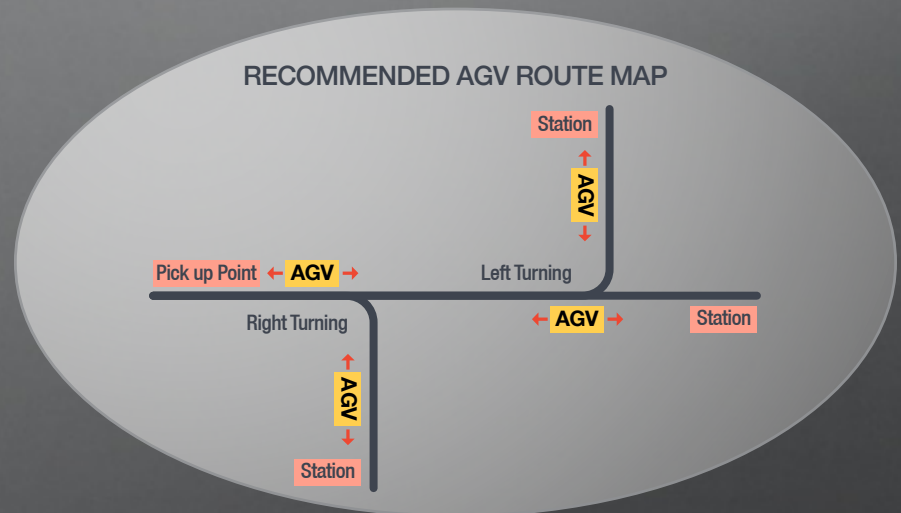 RECOMMENDED AGV ROUTE MAP
Station
AGV
Pick up Point
AGV
Left Turning
Right Turning
AGV
Station
AGV
Station